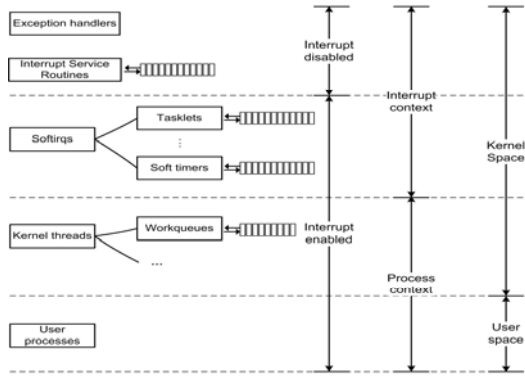 Exception handlers
Interrupt Service
Routines
Interrupt
disabled
Interrupt
context
Softirqs
Tasklets
⋮
Soft timers
Kernel
Space
Kernel threads
Workqueues
...
Interrupt
enabled
Process
context
User
processes
User
space